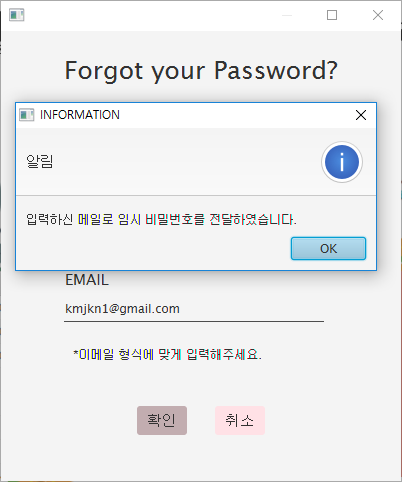 Forgot your Password?
INFORMATION
알림
입력하신 메일로 임시 비밀번호를 전달하였습니다.
OK
EMAIL
kmjkn1@gmail.com
*이메일 형식에 맞게 입력해주세요.
확인 취소